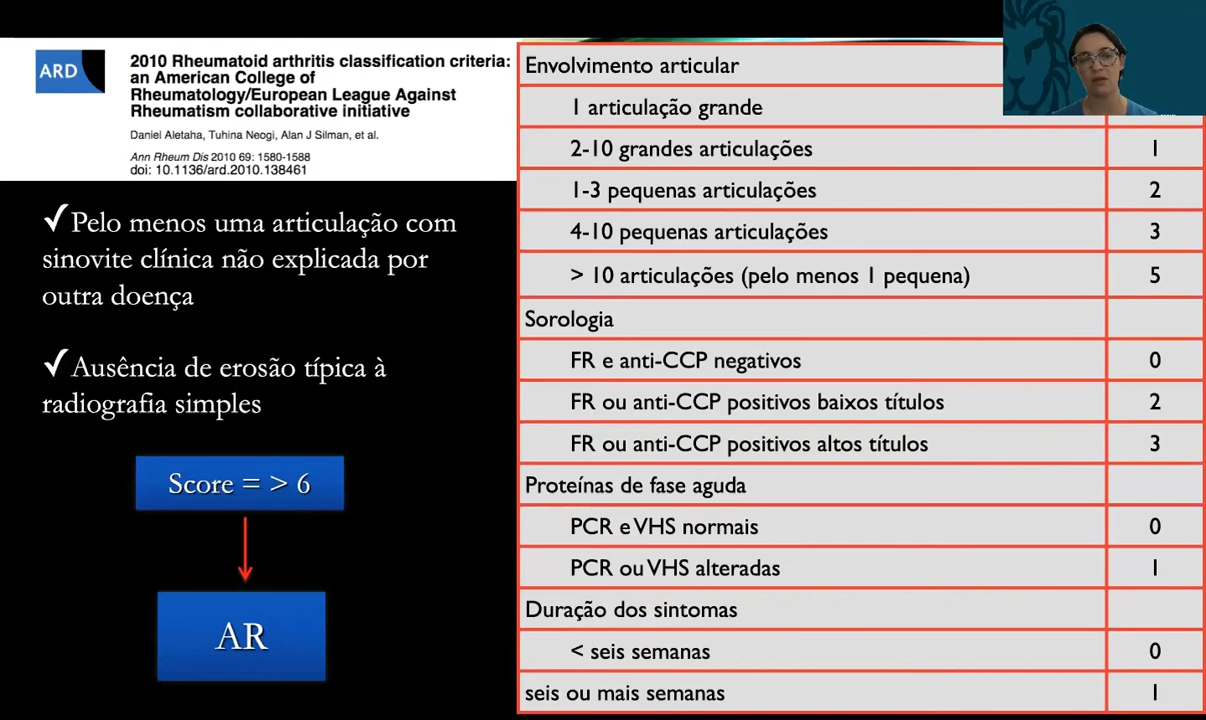 ARD
2010 Rheumatoid arthritis classification criteria:
an American College of
Rheumatology/European League Against
Rheumatism collaborative initiative
Daniel Aletaha, Tuhina Neogi, Alan J Silman, et al.
Ann Rheum Dis 2010 69: 1580-1588
doi: 10.1136/ard.2010.138461
✓Pelo menos uma articulação com
sinovite clínica não explicada por
outra doença
✓Ausência de erosão típica à
radiografia simples
Score = > 6
AR
Envolvimento articular
1 articulação grande
2-10 grandes articulações 1
1-3 pequenas articulações 2
4-10 pequenas articulações 3
> 10 articulações (pelo menos 1 pequena) 5
Sorologia
FR e anti-CCP negativos 0
FR ou anti-CCP positivos baixos títulos 2
FR ou anti-CCP positivos altos títulos 3
Proteínas de fase aguda
PCR e VHS normais 0
PCR ou VHS alteradas 1
Duração dos sintomas
< seis semanas 0
seis ou mais semanas 1